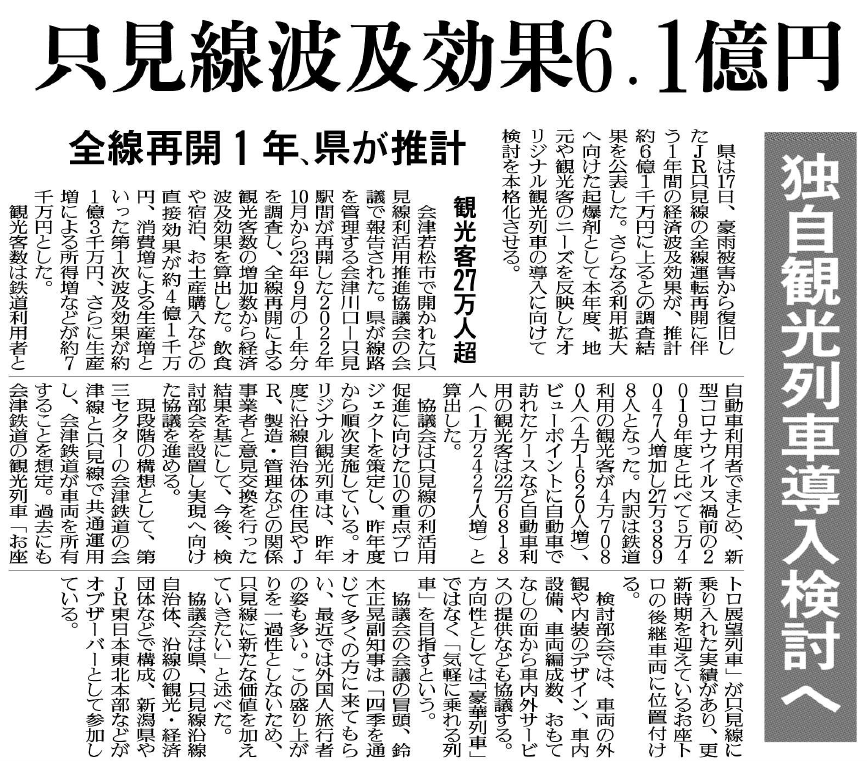 只見線波及効果6.1億円
独自観光列車導入検討へ
全線再開1年、県が推計
県は17日、豪雨被害から復旧し
たJR只見線の全線運転再開に伴
う1年間の経済波及効果が、推計
約6億1千万円に上るとの調査結
果を公表した。さらなる利用拡大
へ向けた起爆剤として本年度、地
元や観光客のニーズを反映したオ
リジナル観光列車の導入に向けて
検討を本格化させる。
観光客27万人超
会津若松市で開かれた只
見線利活用推進協議会の会
議で報告された。県が線路
を管理する会津川口―只見
駅間が再開した2022年
10月から23年9月の1年分
を調査し、全線再開による
観光客数の増加数から経済
波及効果を算出した。飲食
や宿泊、お土産購入などの
直接効果が約4億1千万
円、消費増による生産増と
いった第1次波及効果が約
1億3千万円、さらに生産
増による所得増などが約7
千万円とした。
観光客数は鉄道利用者と
自動車利用者でまとめ、新
型コロナウイルス禍前の2
019年度と比べて5万4
047人増加し27万389
8人となった。内訳は鉄道
利用の観光客が4万708
0人(4万1620人増)、
ビューポイントに自動車で
訪れたケースなど自動車利
用の観光客は22万6818
人(1万2427人増)と
算出した。
協議会は只見線の利活用
促進に向けた10の重点プロ
ジェクトを策定し、昨年度
から順次実施している。オ
リジナル観光列車は、昨年
度に沿線自治体の住民やJ
R、製造・管理などの関係
事業者と意見交換を行った
結果を基にして、今後、検
討部会を設置し実現へ向け
た協議を進める。
現段階の構想として、第
三セクターの会津鉄道の会
津線と只見線で共通運用
し、会津鉄道が車両を所有
することを想定。過去にも
会津鉄道の観光列車「お座
トロ展望列車」が只見線に
乗り入れた実績があり、更
新時期を迎えているお座ト
ロの後継車両に位置付け
る。
検討部会では、車両の外
観や内装のデザイン、車内
設備、車両編成数、おもて
なしの面から車内外サービ
スの提供なども協議する。
方向性としては「豪華列車」
ではなく「気軽に乗れる列
車」を目指すという。
協議会の会議の冒頭、鈴
木正晃副知事は「四季を通
じて多くの方に来てもら
い、最近では外国人旅行者
の姿も多い。この盛り上が
りを一過性としないため、
只見線に新たな価値を加え
ていきたい」と述べた。
協議会は県、只見線沿線
自治体、沿線の観光・経済
団体などで構成、新潟県や
JR東日本東北本部などが
オブザーバーとして参加し
ている。